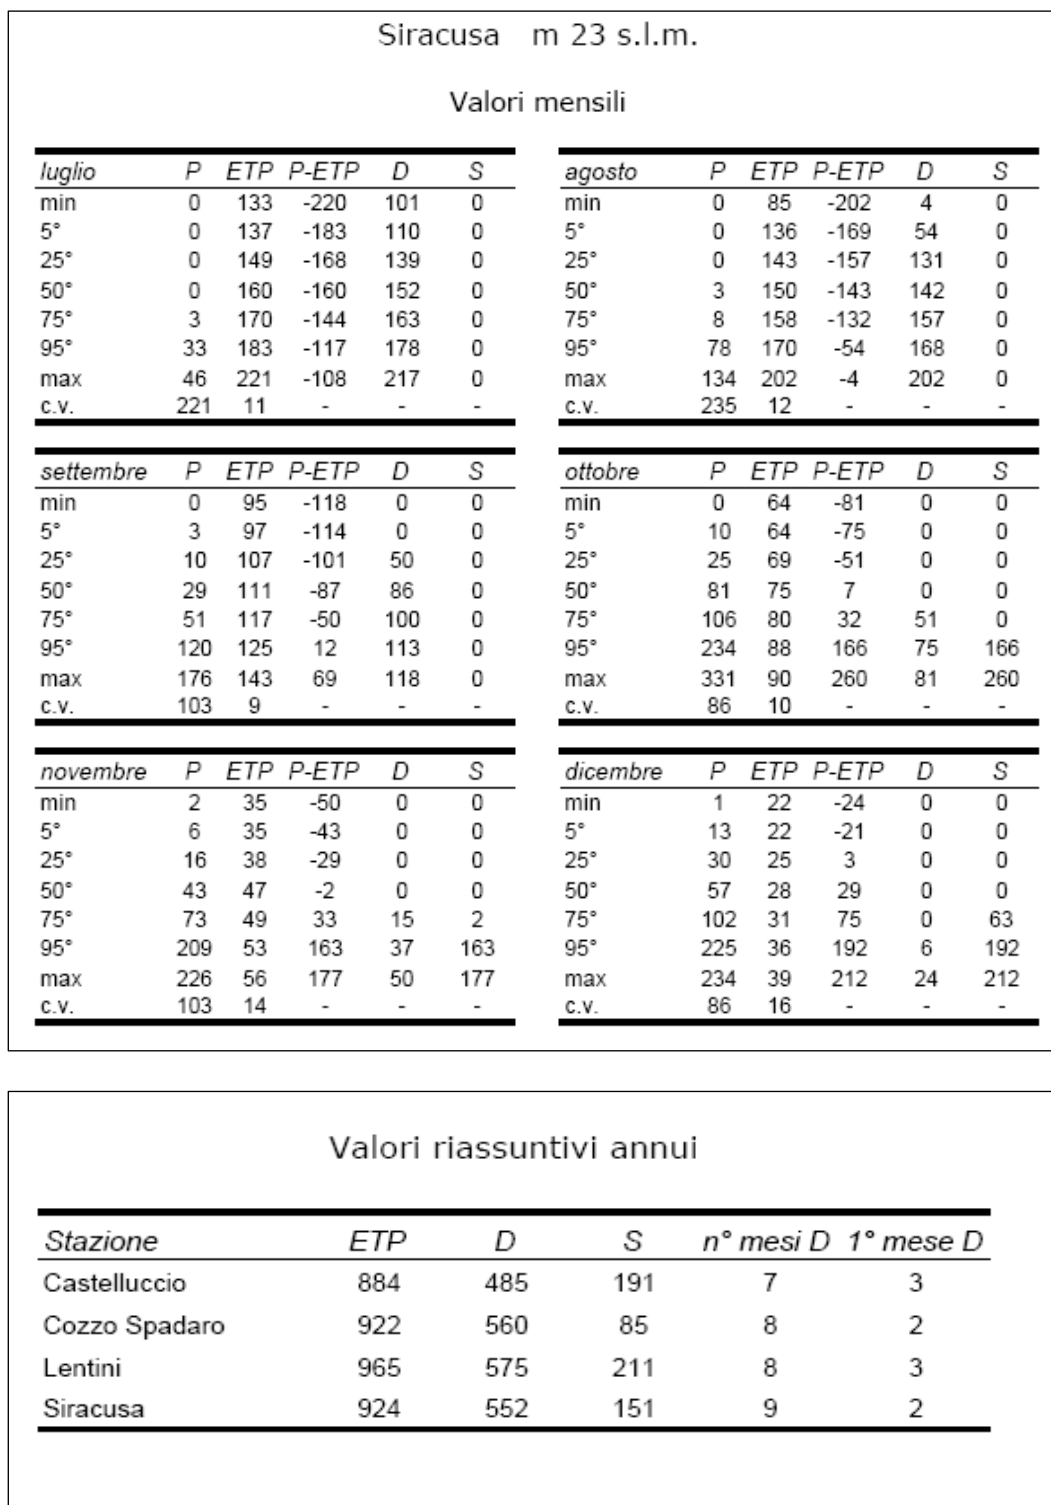 Siracusa m 23 s.l.m.
Valori mensili
luglio P ETP P-ETP D S
min 0 133 -220 101 0
5° 0 137 -183 110 0
25° 0 149 -168 139 0
50° 0 160 -160 152 0
75° 3 170 -144 163 0
95° 33 183 -117 178 0
max 46 221 -108 217 0
c.v. 221 11 - - -
agosto P ETP P-ETP D S
min 0 85 -202 4 0
5° 0 136 -169 54 0
25° 0 143 -157 131 0
50° 3 150 -143 142 0
75° 8 158 -132 157 0
95° 78 170 -54 168 0
max 134 202 -4 202 0
c.v. 235 12 - - -
settembre P ETP P-ETP D S
min 0 95 -118 0 0
5° 3 97 -114 0 0
25° 10 107 -101 50 0
50° 29 111 -87 86 0
75° 51 117 -50 100 0
95° 120 125 12 113 0
max 176 143 69 118 0
c.v. 103 9 - - -
ottobre P ETP P-ETP D S
min 0 64 -81 0 0
5° 10 64 -75 0 0
25° 25 69 -51 0 0
50° 81 75 7 0 0
75° 106 80 32 51 0
95° 234 88 166 75 166
max 331 90 260 81 260
c.v. 86 10 - - -
novembre P ETP P-ETP D S
min 2 35 -50 0 0
5° 6 35 -43 0 0
25° 16 38 -29 0 0
50° 43 47 -2 0 0
75° 73 49 33 15 2
95° 209 53 163 37 163
max 226 56 177 50 177
c.v. 103 14 - - -
dicembre P ETP P-ETP D S
min 1 22 -24 0 0
5° 13 22 -21 0 0
25° 30 25 3 0 0
50° 57 28 29 0 0
75° 102 31 75 0 63
95° 225 36 192 6 192
max 234 39 212 24 212
c.v. 86 16 - - -
Valori riassuntivi annui
Stazione ETP D S n° mesi D 1° mese D
Castelluccio 884 485 191 7 3
Cozzo Spadaro 922 560 85 8 2
Lentini 965 575 211 8 3
Siracusa 924 552 151 9 2